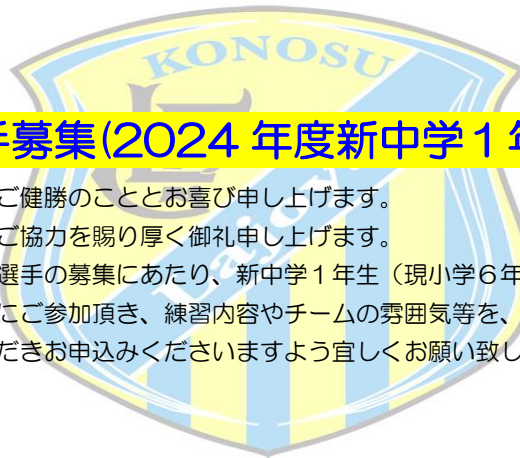 KONOSU
手募集(2024 年度新中学１年
ご健勝のこととお喜び申し上げます。
ご協力を賜り厚く御礼申し上げます。
選手の募集にあたり、新中学１年生（現小学６年
にご参加頂き、練習内容やチームの雰囲気等を、
だきお申込みくださいますよう宜しくお願い致し